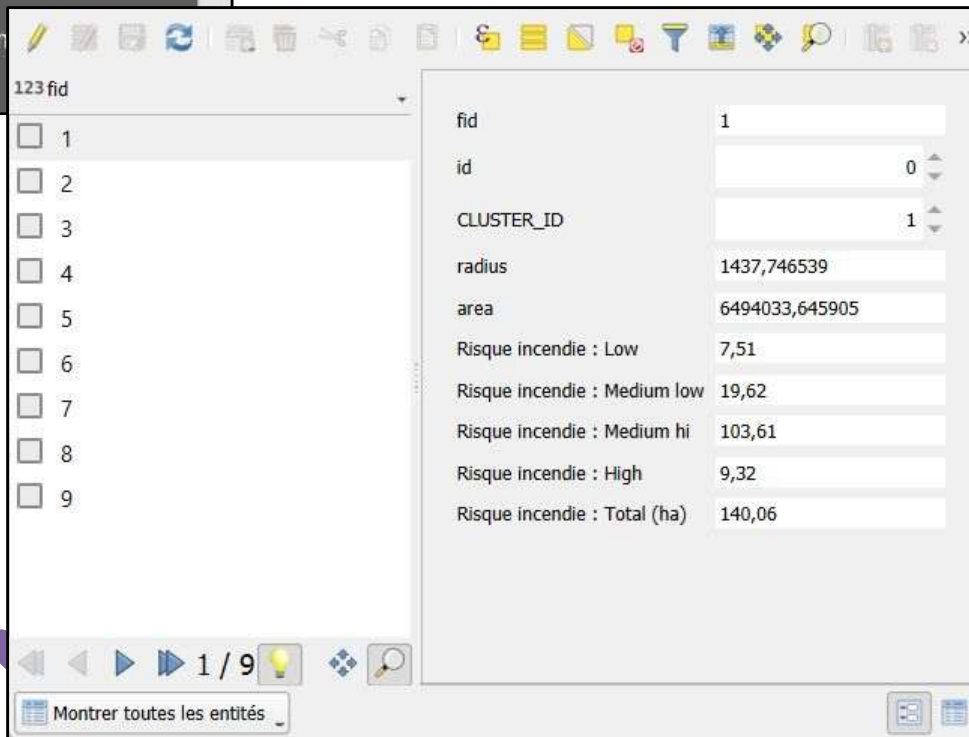 123 fid
1
2
3
4
5
6
7
8
9
fid 1
id 0
CLUSTER_ID 1
radius 1437,746539
area 6494033,645905
Risque incendie : Low 7,51
Risque incendie : Medium low 19,62
Risque incendie : Medium hi 103,61
Risque incendie : High 9,32
Risque incendie : Total (ha) 140,06
1 / 9
Montrer toutes les entités